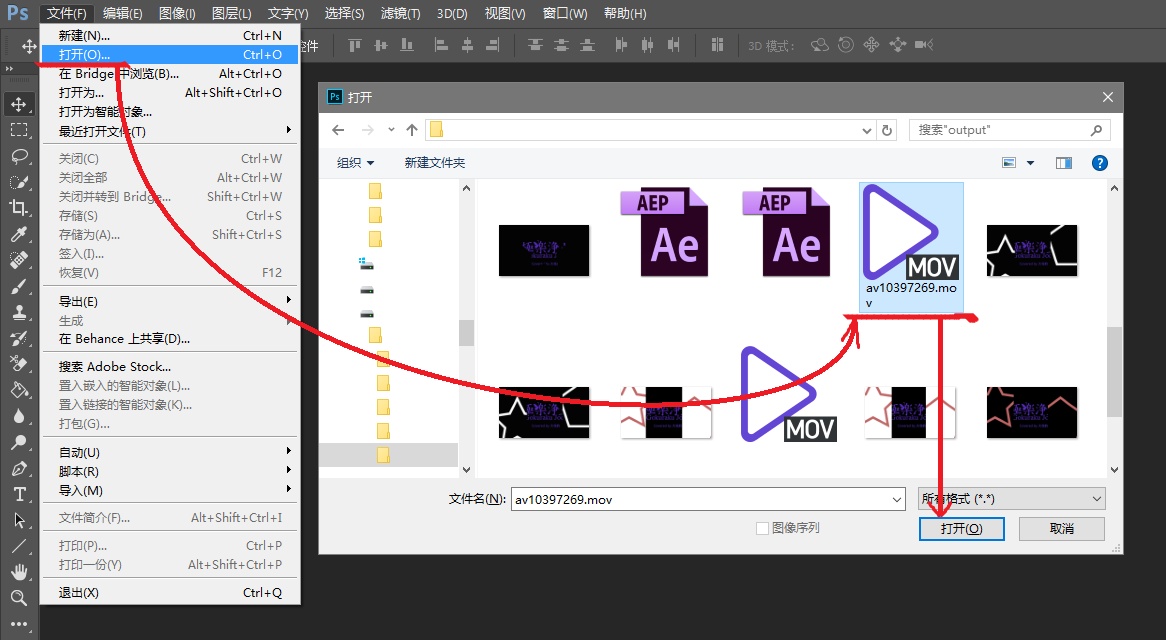 Ps 文件(F) 编辑(E) 图像(I) 图层(L) 文字(Y) 选择(S) 滤镜(T) 3D(D) 视图(V) 窗口(W) 帮助(H)
3D 模式:
新建(N)... Ctrl+N
打开(O)... Ctrl+O
在 Bridge 中浏览(B)... Alt+Ctrl+O
打开为... Alt+Shift+Ctrl+O
打开为智能对象...
最近打开文件(T)
关闭(C) Ctrl+W
关闭全部 Alt+Ctrl+W
关闭并转到 Bridge... Shift+Ctrl+W
存储(S) Ctrl+S
存储为(A)... Shift+Ctrl+S
签入(I)...
恢复(V) F12
导出(E)
生成
在 Behance 上共享(D)...
搜索 Adobe Stock...
置入嵌入的智能对象(L)...
置入链接的智能对象(K)...
打包(G)...
自动(U)
脚本(R)
导入(M)
文件简介(F)... Alt+Shift+Ctrl+I
打印(P)... Ctrl+P
打印一份(Y) Alt+Shift+Ctrl+P
退出(X) Ctrl+Q
Ps 打开
搜索"output"
组织 新建文件夹
AEP
Ae
AEP
Ae
MOV
av10397269.mo
v
MOV
文件名(N): av10397269.mov 所有格式 (*.*)
图像序列 打开(O) 取消